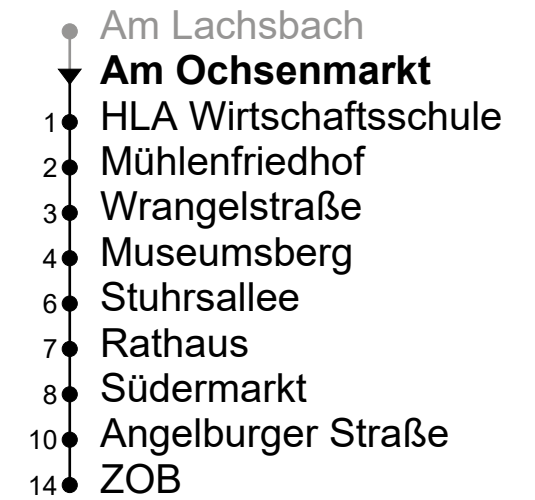 Am Lachsbach
Am Ochsenmarkt
1 HLA Wirtschaftsschule
2 Mühlenfriedhof
3 Wrangelstraße
4 Museumsberg
6 Stuhrsallee
7 Rathaus
8 Südermarkt
10 Angelburger Straße
14 ZOB